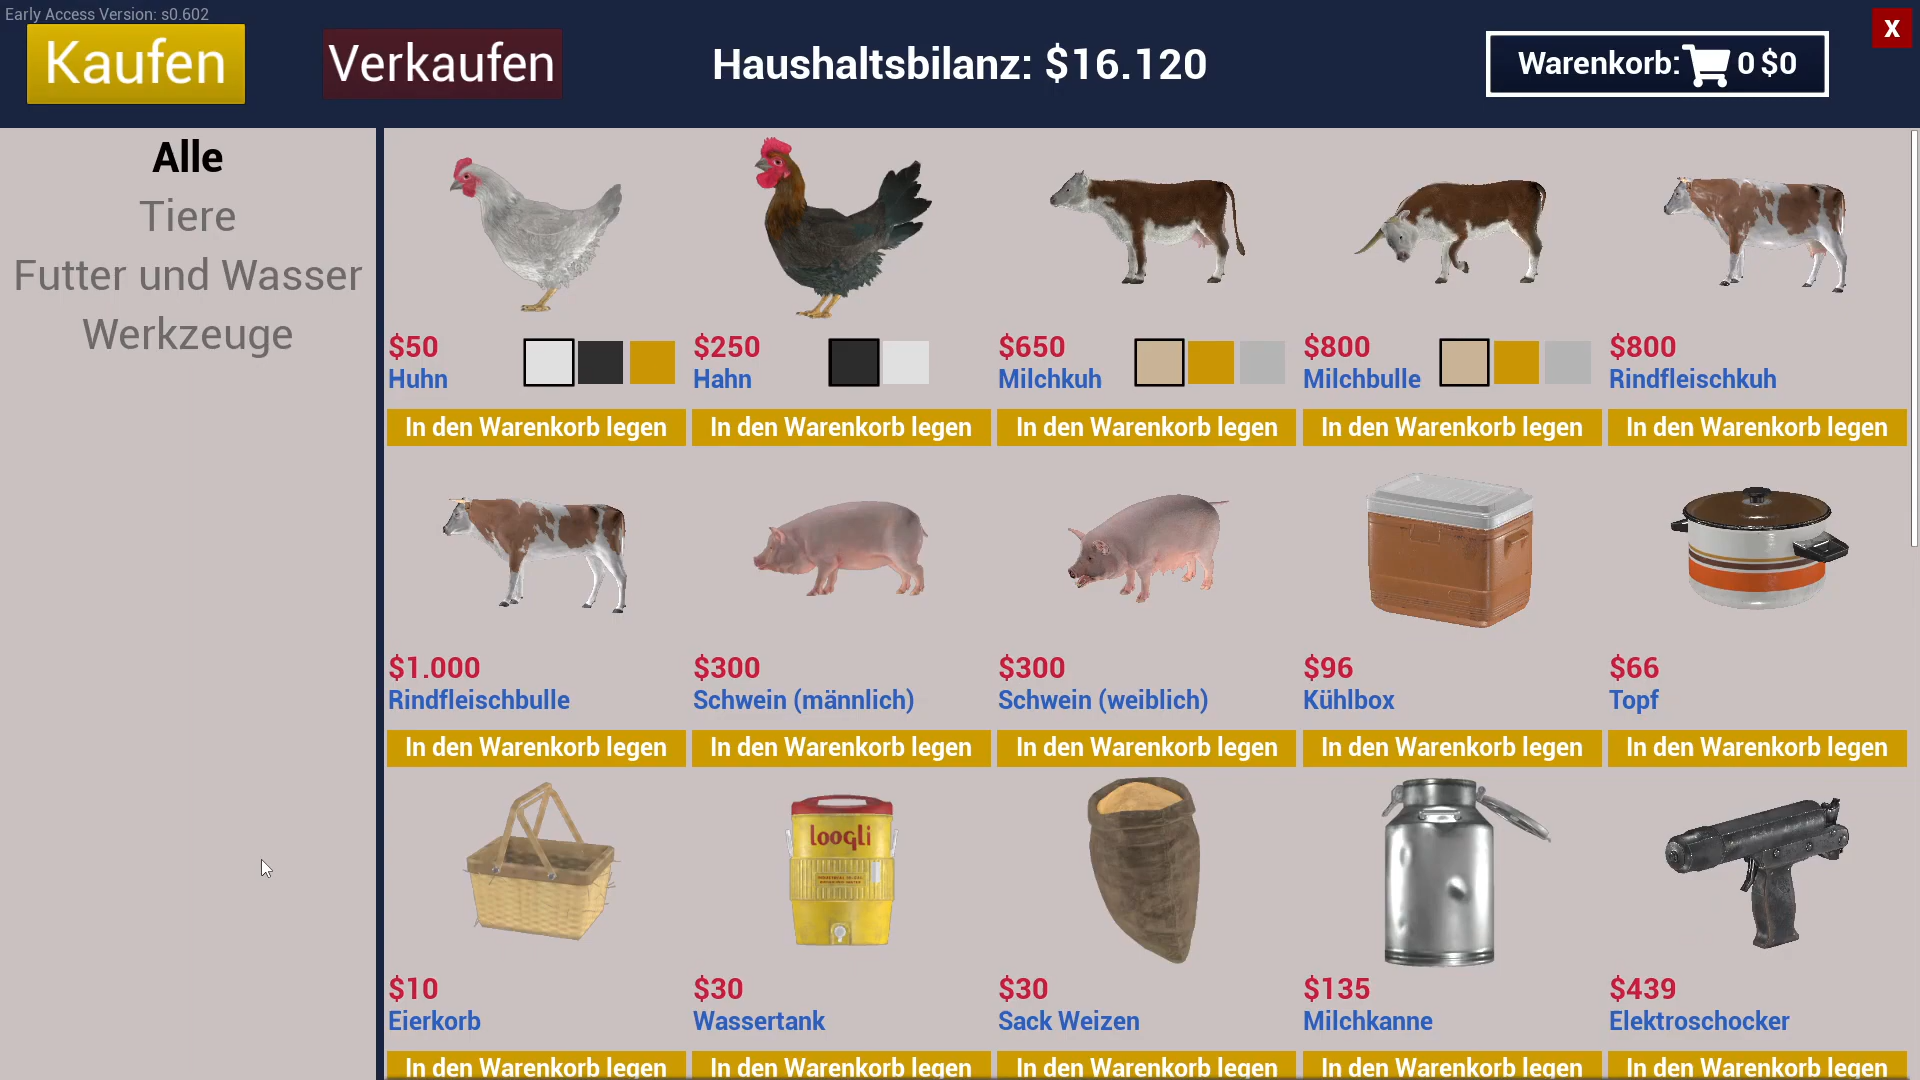 Early Access Version: s0.602
Kaufen
Verkaufen
Haushaltsbilanz: $16.120
Warenkorb: 0 $0
X
Alle
Tiere
Futter und Wasser
Werkzeuge
$50
Huhn
In den Warenkorb legen
$250
Hahn
In den Warenkorb legen
$650
Milchkuh
In den Warenkorb legen
$800
Milchbulle
In den Warenkorb legen
$800
Rindfleischkuh
In den Warenkorb legen
$1.000
Rindfleischbulle
In den Warenkorb legen
$300
Schwein (männlich)
In den Warenkorb legen
$300
Schwein (weiblich)
In den Warenkorb legen
$96
Kühlbox
In den Warenkorb legen
$66
Topf
In den Warenkorb legen
$10
Eierkorb
In den Warenkorb legen
looqli
$30
Wassertank
In den Warenkorb legen
$30
Sack Weizen
In den Warenkorb legen
$135
Milchkanne
In den Warenkorb legen
$439
Elektroschocker
In den Warenkorb legen